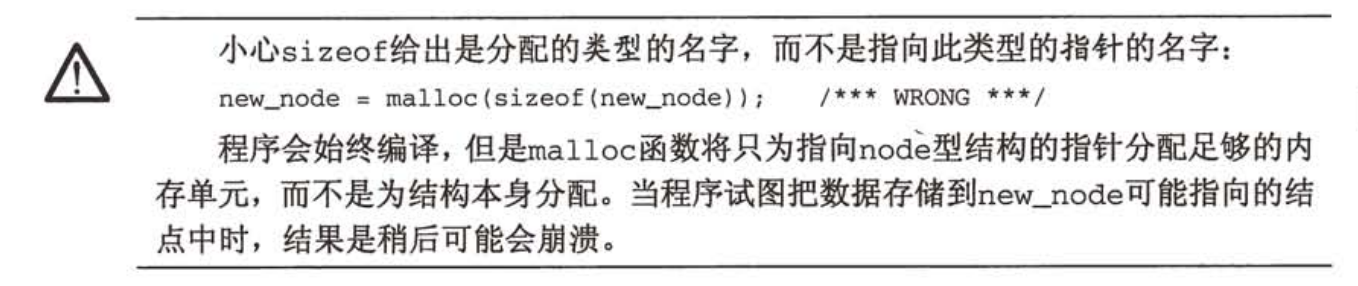 小心sizeof给出是分配的类型的名字，而不是指向此类型的指针的名字：
new_node = malloc(sizeof(new_node)); /*** WRONG ***/
程序会始终编译，但是malloc函数将只为指向node型结构的指针分配足够的内
存单元，而不是为结构本身分配。当程序试图把数据存储到new_node可能指向的结
点中时，结果是稍后可能会崩溃。